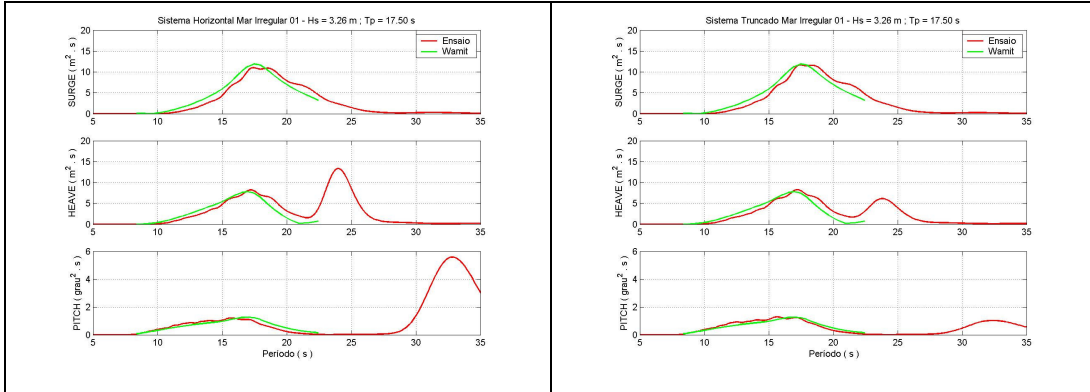 Sistema Horizontal Mar Irregular 01 - Hs = 3.26 m ; Tp = 17.50 s
SURGE ( m² . s )
20
15
10
5
0
Ensaio
Wamit
5 10 15 20 25 30 35
HEAVE ( m² . s )
20
15
10
5
0
5 10 15 20 25 30 35
PITCH ( grau² . s )
6
4
2
0
5 10 15 20 25 30 35
Período ( s )
Sistema Truncado Mar Irregular 01 - Hs = 3.26 m ; Tp = 17.50 s
SURGE ( m² . s )
20
15
10
5
0
Ensaio
Wamit
5 10 15 20 25 30 35
HEAVE ( m² . s )
20
15
10
5
0
5 10 15 20 25 30 35
PITCH ( grau² . s )
6
4
2
0
5 10 15 20 25 30 35
Período ( s )